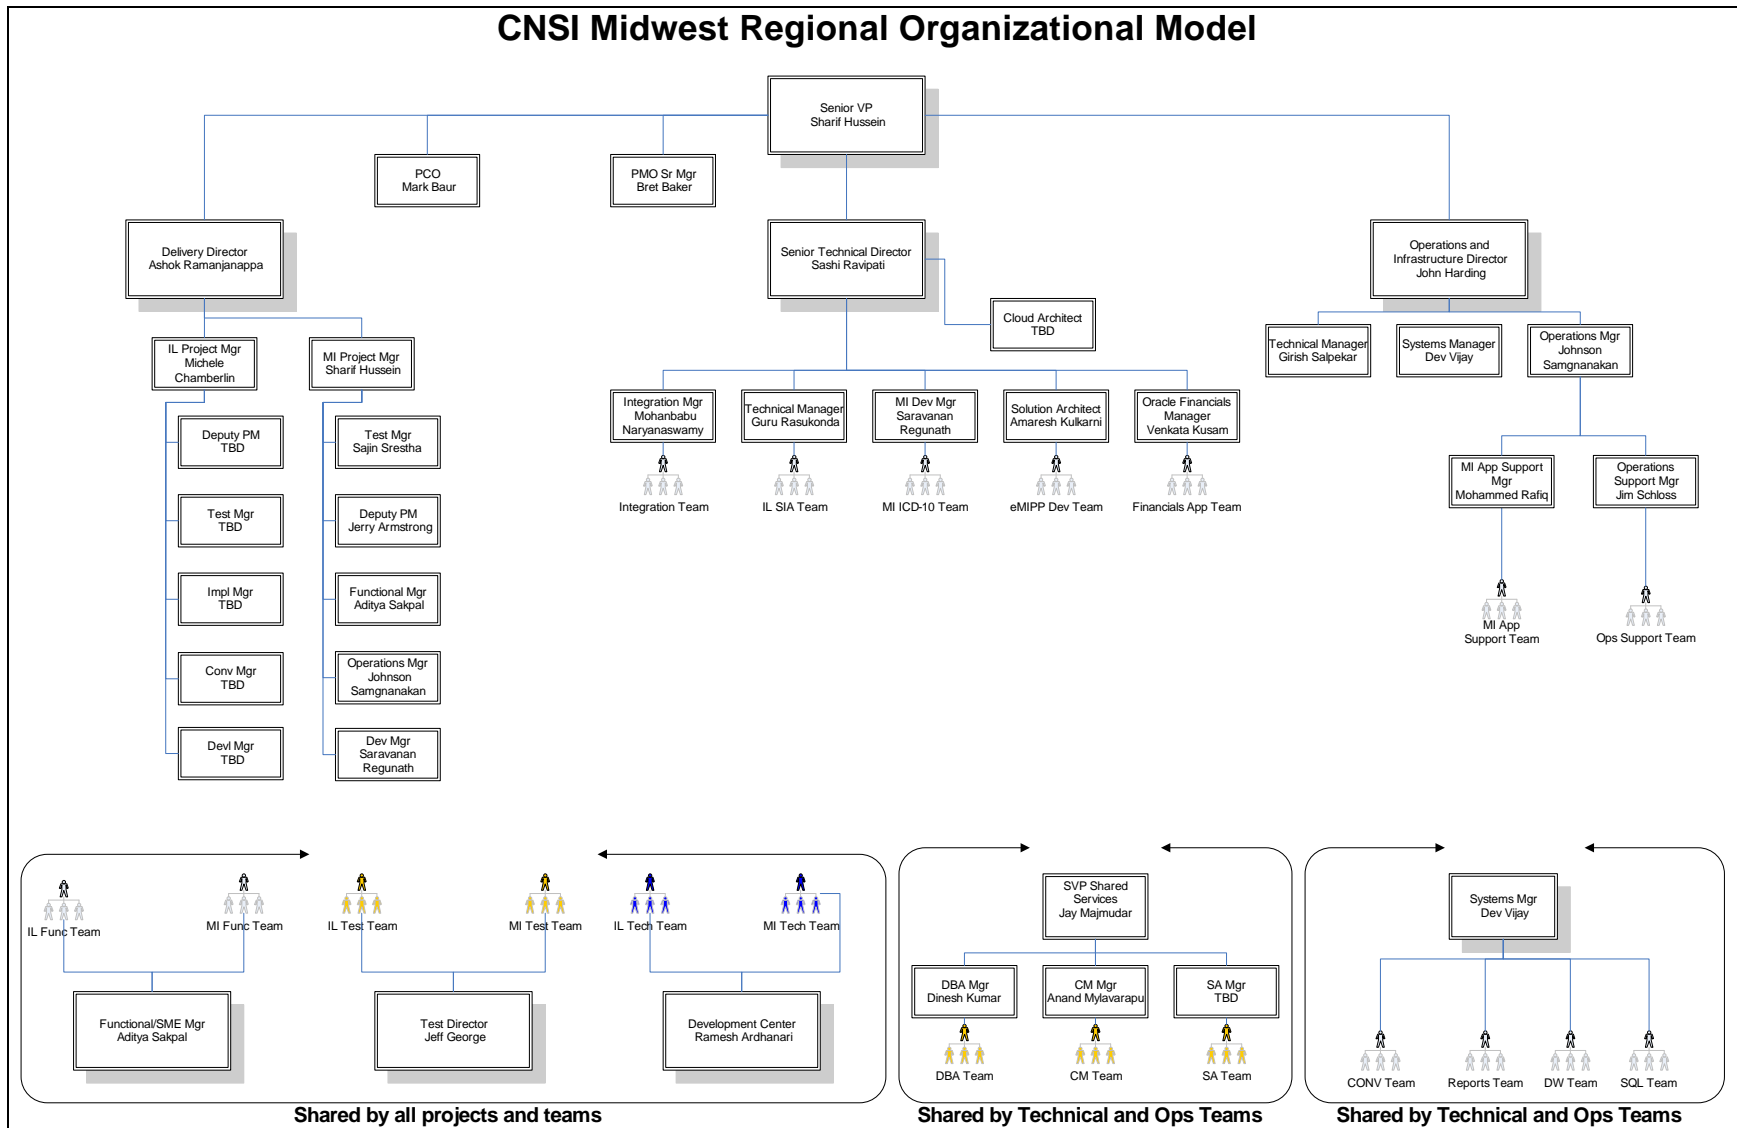 CNSI Midwest Regional Organizational Model
Senior VP
Sharif Hussein
PCO
Mark Baur
PMO Sr Mgr
Bret Baker
Delivery Director
Ashok Ramanjanappa
Senior Technical Director
Sashi Ravipati
Operations and
Infrastructure Director
John Harding
Cloud Architect
TBD
IL Project Mgr
Michele
Chamberlin
MI Project Mgr
Sharif Hussein
Technical Manager
Girish Salpekar
Systems Manager
Dev Vijay
Operations Mgr
Johnson
Samgnanakan
Integration Mgr
Mohanbabu
Naryanaswamy
Technical Manager
Guru Rasukonda
MI Dev Mgr
Saravanan
Regunath
Solution Architect
Amaresh Kulkarni
Oracle Financials
Manager
Venkata Kusam
Integration Team
IL SIA Team
MI ICD-10 Team
eMIPP Dev Team
Financials App Team
Deputy PM
TBD
Test Mgr
TBD
Impl Mgr
TBD
Conv Mgr
TBD
Devl Mgr
TBD
Test Mgr
Sajin Srestha
Deputy PM
Jerry Armstrong
Functional Mgr
Aditya Sakpal
Operations Mgr
Johnson
Samgnanakan
Dev Mgr
Saravanan
Regunath
MI App Support
Mgr
Mohammed Rafiq
Operations
Support Mgr
Jim Schloss
MI App
Support Team
Ops Support Team
IL Func Team
MI Func Team
IL Test Team
MI Test Team
IL Tech Team
MI Tech Team
Functional/SME Mgr
Aditya Sakpal
Test Director
Jeff George
Development Center
Ramesh Ardhanari
Shared by all projects and teams
SVP Shared
Services
Jay Majmudar
DBA Mgr
Dinesh Kumar
CM Mgr
Anand Mylavarapu
SA Mgr
TBD
DBA Team
CM Team
SA Team
Shared by Technical and Ops Teams
Systems Mgr
Dev Vijay
CONV Team
Reports Team
DW Team
SQL Team
Shared by Technical and Ops Teams